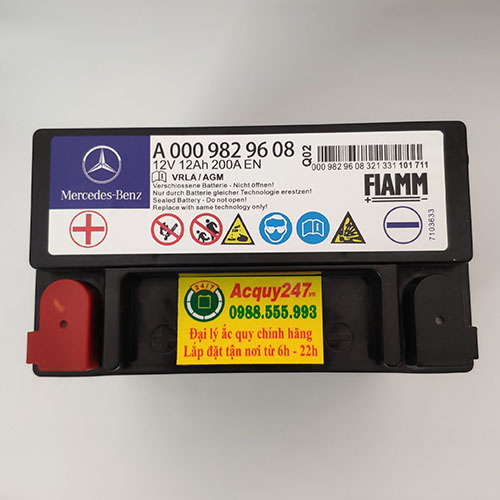 A 000 982 96 08
12V 12Ah 200A EN
Q02
VRLA / AGM
Verschlossene Batterie - Nicht öffnen!
Nur durch Batterie gleicher Technologie erestzen!
Sealed Battery - Do not open!
Replace with same technology only!
Mercedes-Benz
000 982 96 08 321 331 101 711
FIAMM
7103633
24/7
Acquy247.vn
0988.555.993
Đại lý ắc quy chính hãng
Lắp đặt tận nơi từ 6h - 22h